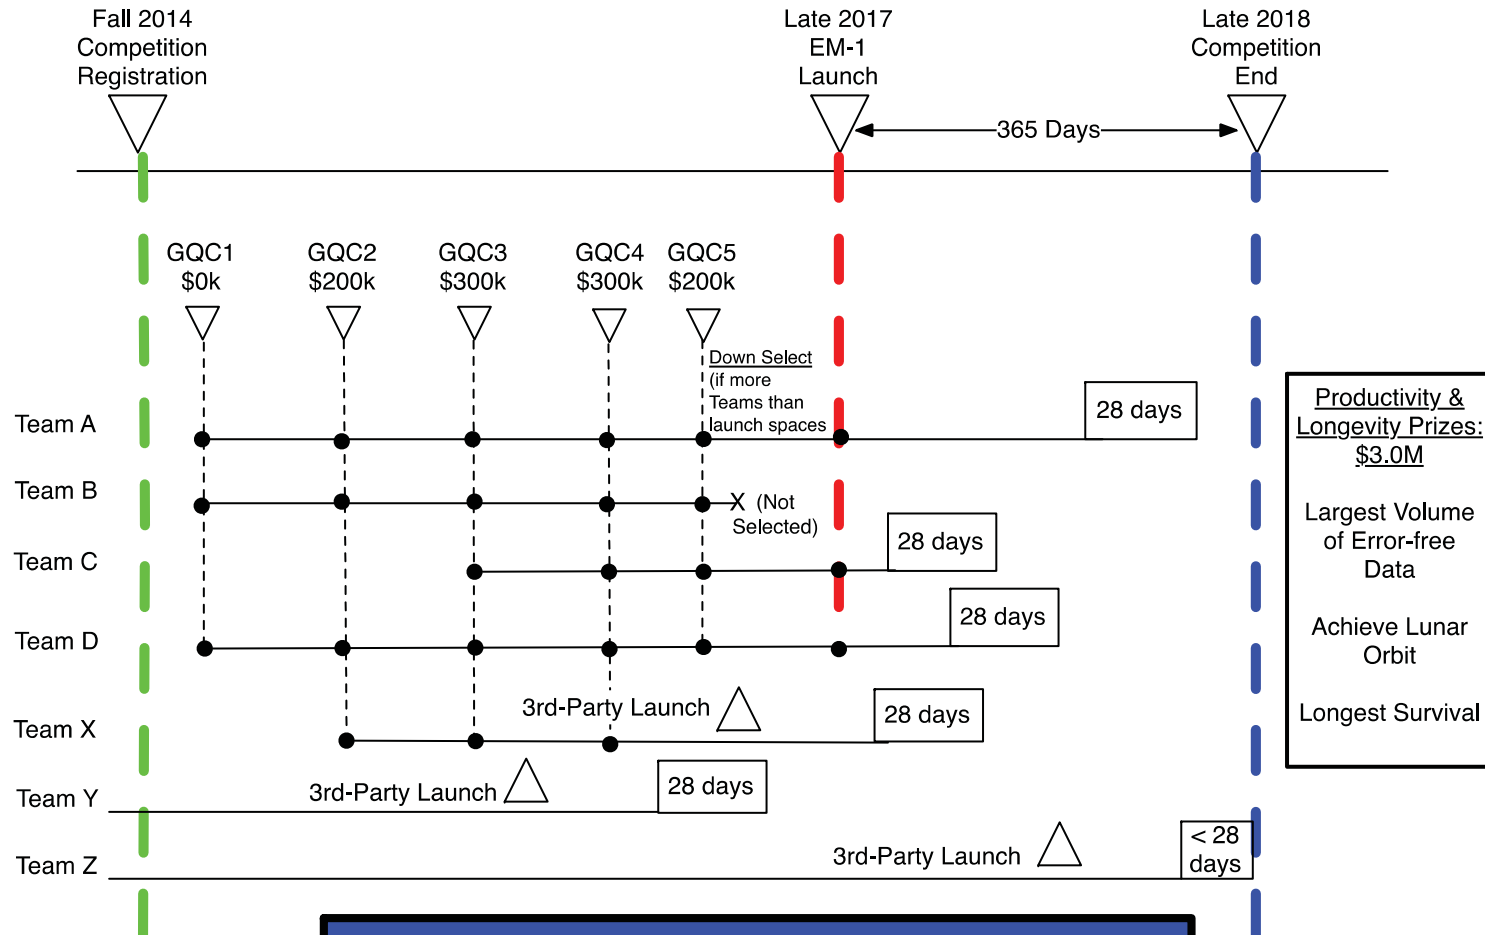 Fall 2014
Competition
Registration
Late 2017
EM-1
Launch
Late 2018
Competition
End
365 Days
GQC1
$0k
GQC2
$200k
GQC3
$300k
GQC4
$300k
GQC5
$200k
Down Select
(if more
Teams than
launch spaces
Team A
28 days
Team B
X (Not
Selected)
Team C
28 days
Team D
28 days
Team X
3rd-Party Launch
28 days
Team Y
3rd-Party Launch
28 days
Team Z
3rd-Party Launch
< 28
days
Productivity &
Longevity Prizes:
$3.0M
Largest Volume
of Error-free
Data
Achieve Lunar
Orbit
Longest Survival